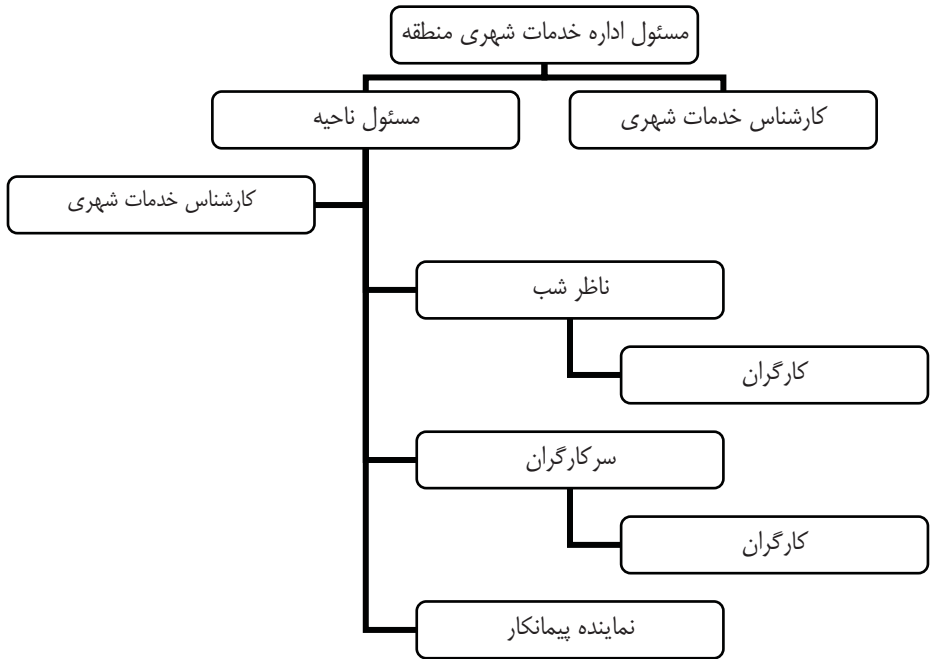 مسئول اداره خدمات شهری منطقه
کارشناس خدمات شهری
مسئول ناحیه
کارشناس خدمات شهری
ناظر شب
کارگران
سرکارگران
کارگران
نماینده پیمانکار